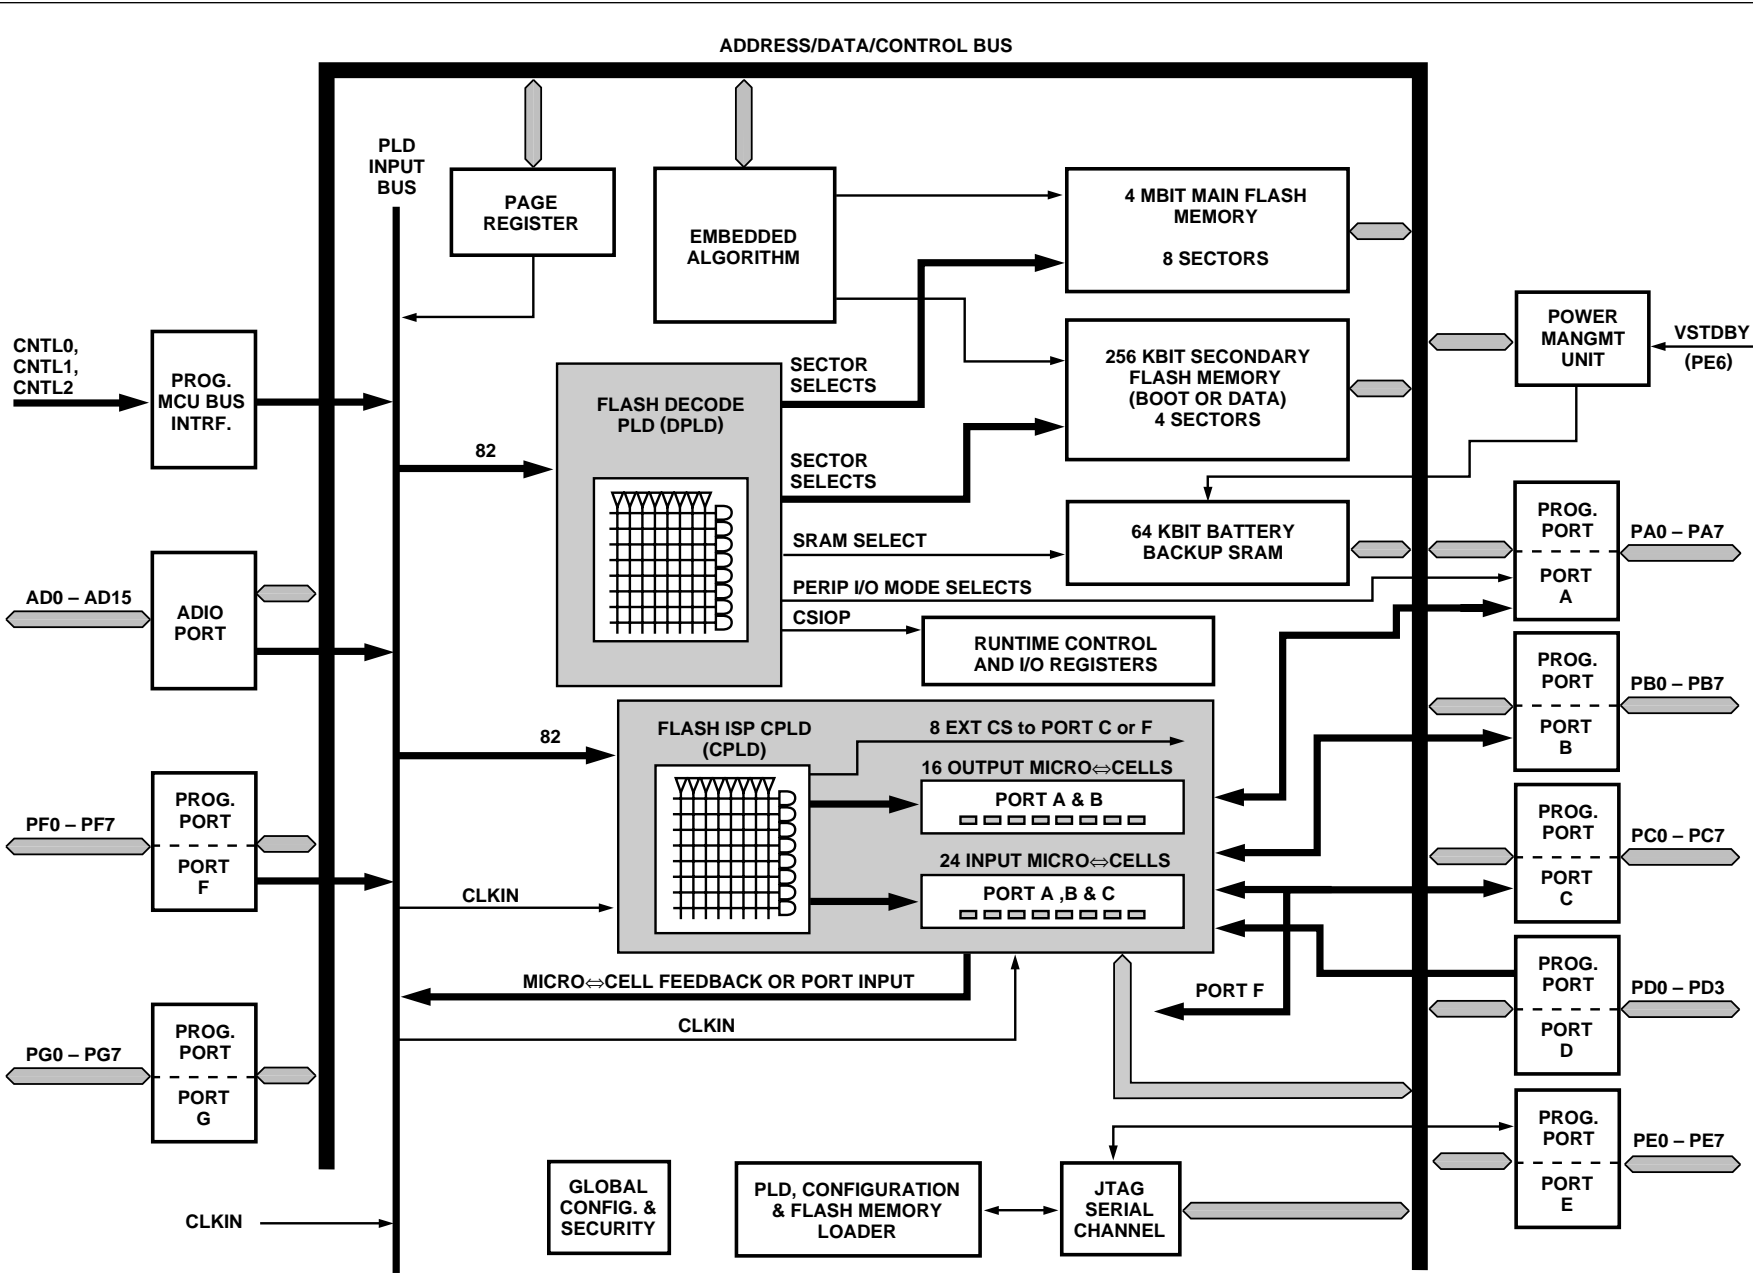 ADDRESS/DATA/CONTROL BUS
PLD
INPUT
BUS
PAGE
REGISTER
EMBEDDED
ALGORITHM
4 MBIT MAIN FLASH
MEMORY
8 SECTORS
POWER
MANGMT
UNIT
VSTDBY
(PE6)
CNTL0,
CNTL1,
CNTL2
PROG.
MCU BUS
INTRF.
SECTOR
SELECTS
256 KBIT SECONDARY
FLASH MEMORY
(BOOT OR DATA)
4 SECTORS
FLASH DECODE
PLD (DPLD)
82
SECTOR
SELECTS
64 KBIT BATTERY
BACKUP SRAM
SRAM SELECT
PERIP I/O MODE SELECTS
CSIOP
RUNTIME CONTROL
AND I/O REGISTERS
PROG.
PORT
PORT
A
PA0 – PA7
AD0 – AD15
ADIO
PORT
PROG.
PORT
PORT
B
PB0 – PB7
82
FLASH ISP CPLD
(CPLD)
8 EXT CS to PORT C or F
16 OUTPUT MICRO⇔CELLS
PORT A & B
24 INPUT MICRO⇔CELLS
PORT A ,B & C
PROG.
PORT
PORT
F
PF0 – PF7
CLKIN
PROG.
PORT
PORT
C
PC0 – PC7
MICRO⇔CELL FEEDBACK OR PORT INPUT
PORT F
CLKIN
PROG.
PORT
PORT
D
PD0 – PD3
PG0 – PG7
PROG.
PORT
PORT
G
PROG.
PORT
PORT
E
PE0 – PE7
CLKIN
GLOBAL
CONFIG. &
SECURITY
PLD, CONFIGURATION
& FLASH MEMORY
LOADER
JTAG
SERIAL
CHANNEL